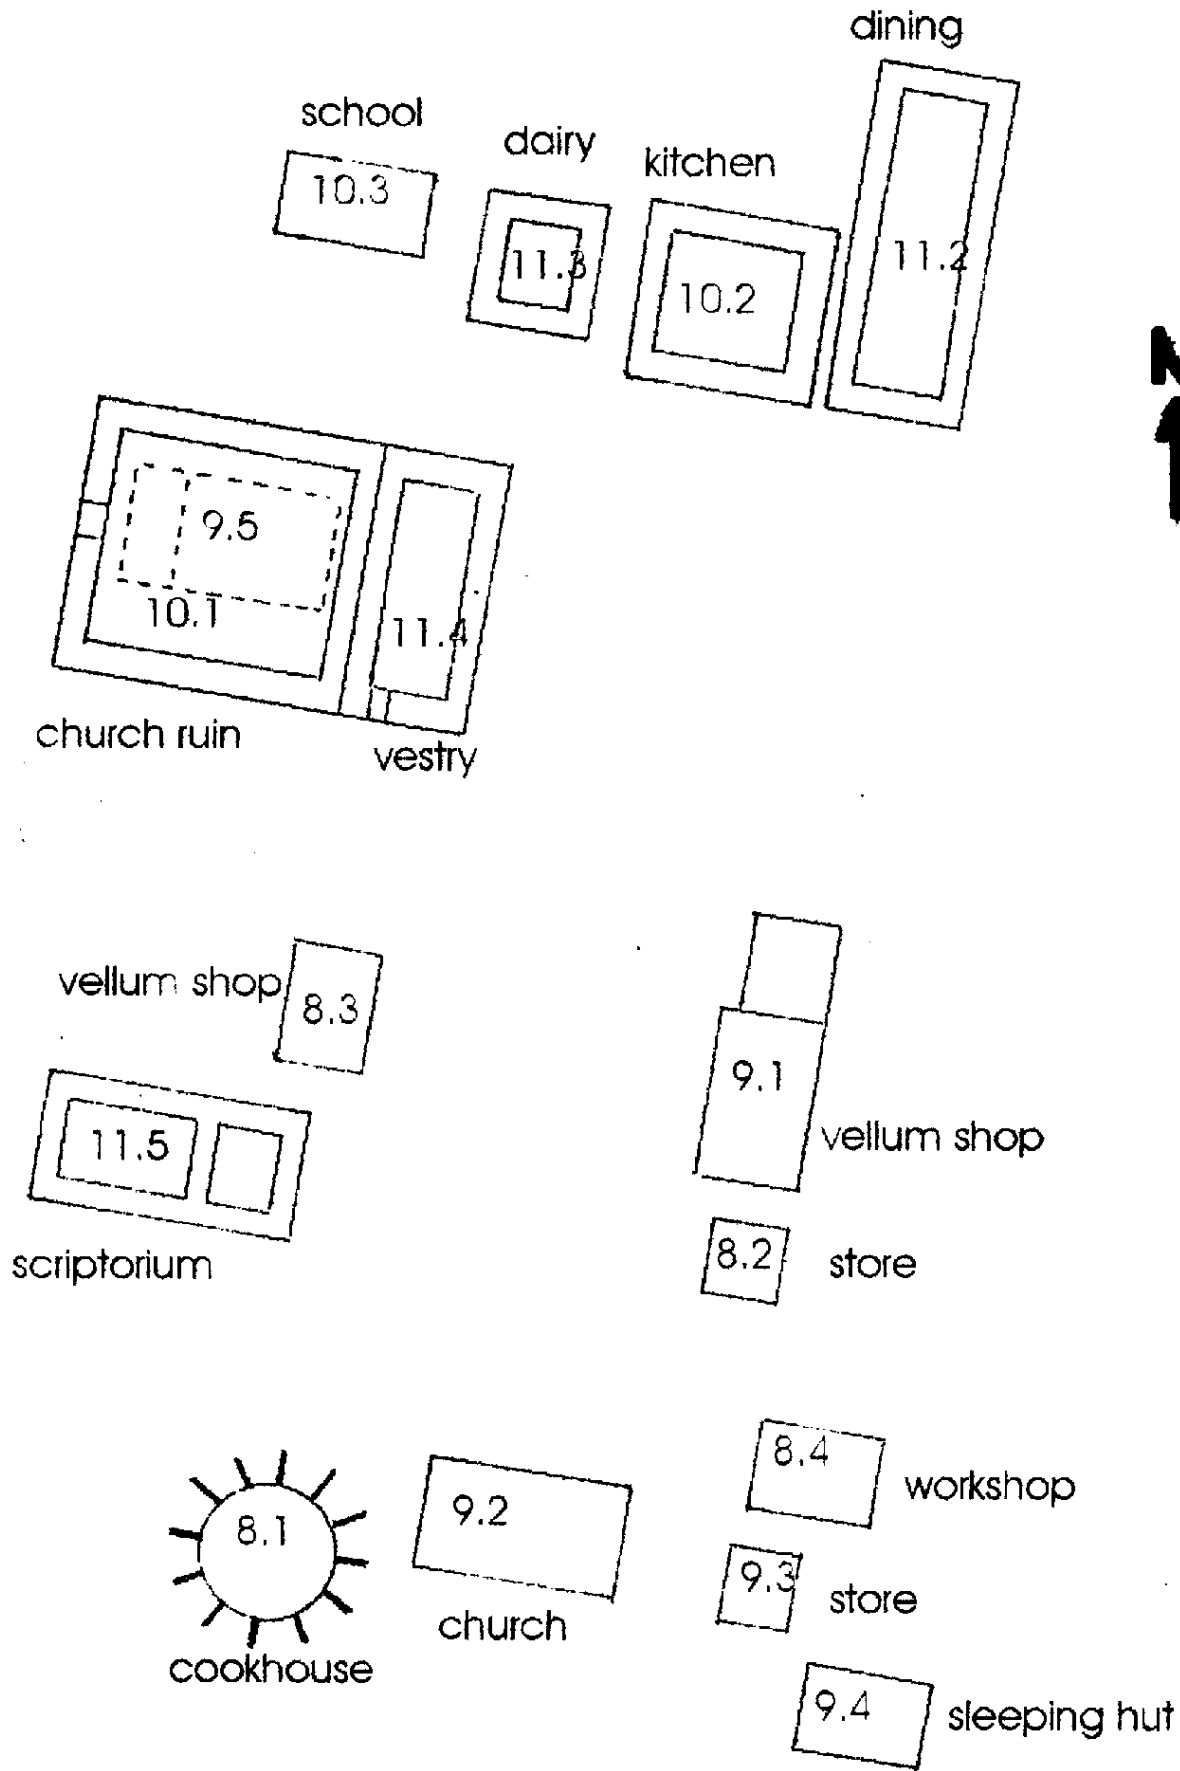 dining
school
dairy
kitchen
10.3
11.3
10.2
11.2
N
9.5
10.1
11.4
church ruin
vestry
vellum shop
8.3
9.1
vellum shop
11.5
scriptorium
8.2
store
8.4
workshop
8.1
9.2
9.3
store
church
cookhouse
9.4
sleeping hut